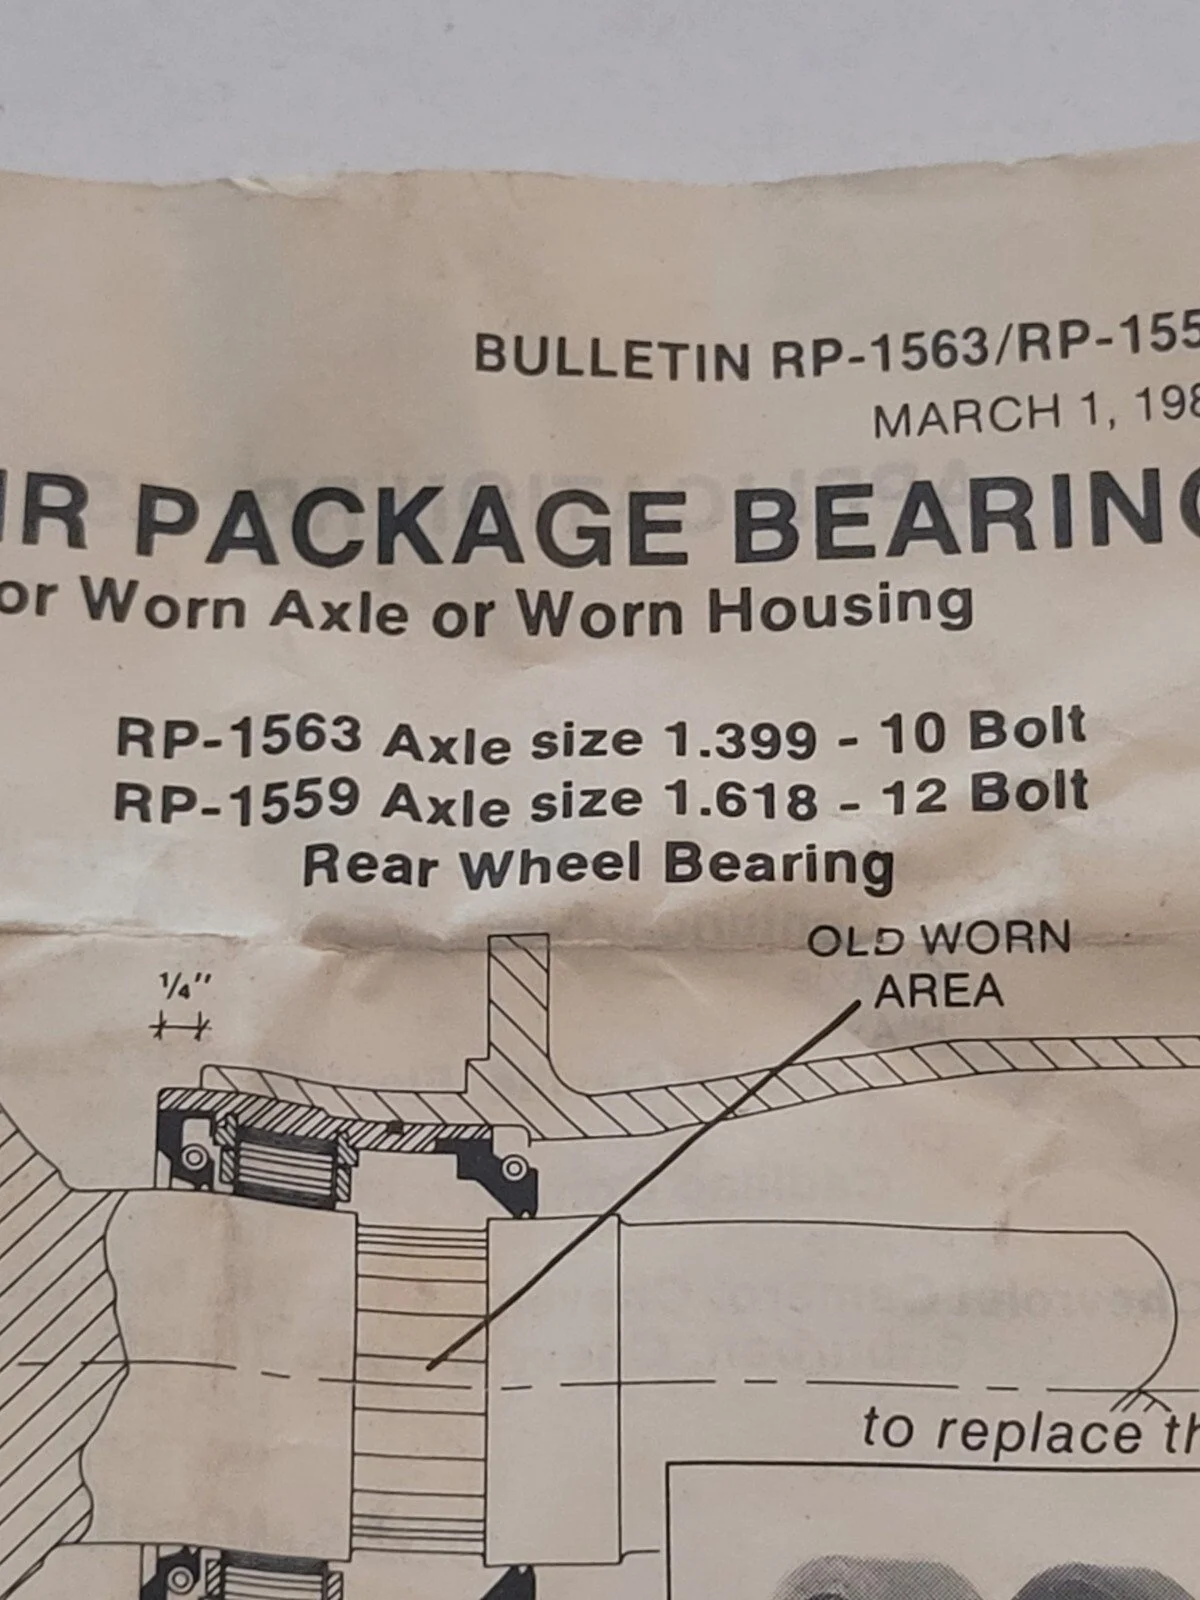 BULLETIN RP-1563/RP-155
MARCH 1, 198
IR PACKAGE BEARING
or Worn Axle or Worn Housing
RP-1563 Axle size 1.399 - 10 Bolt
RP-1559 Axle size 1.618 - 12 Bolt
Rear Wheel Bearing
OLD WORN
AREA
1/4"
to replace th